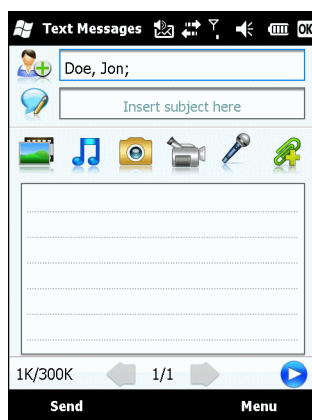 Text Messages OK
Doe, Jon;
Insert subject here
1K/300K 1/1
Send Menu